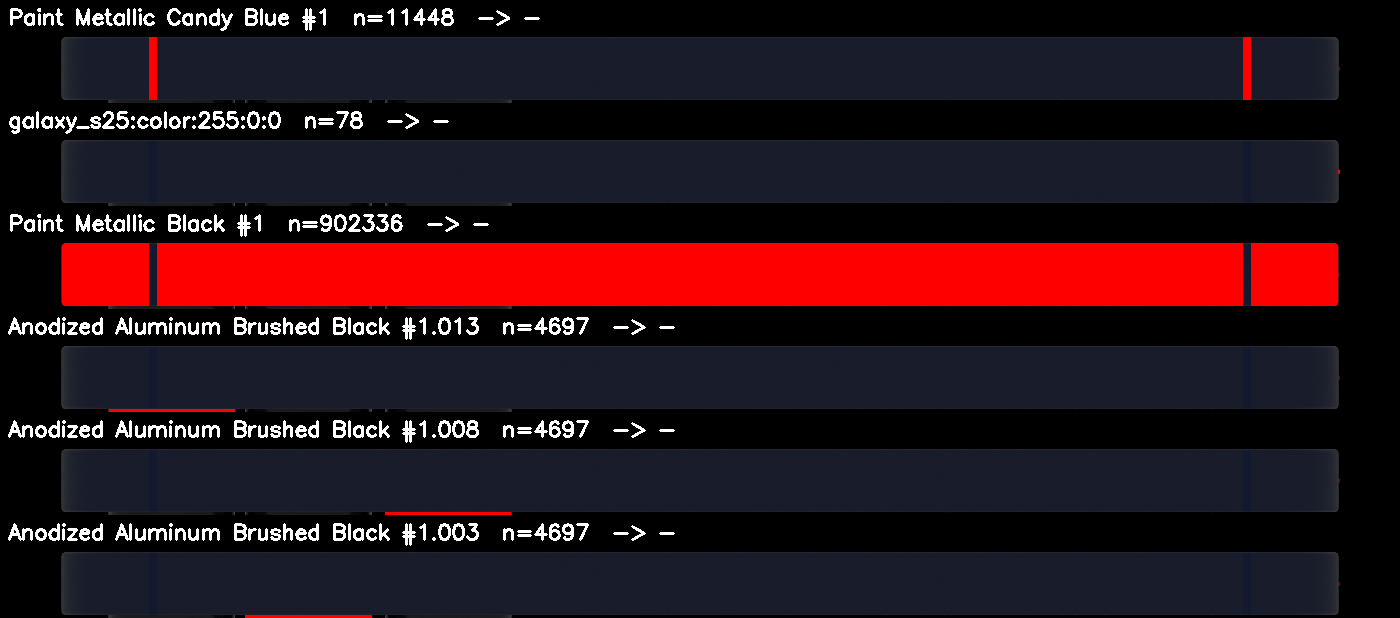 Paint Metallic Candy Blue #1 n=11448 -> -
galaxy_s25:color:255:0:0 n=78 -> -
Paint Metallic Black #1 n=902336 -> -
Anodized Aluminum Brushed Black #1.013 n=4697 -> -
Anodized Aluminum Brushed Black #1.008 n=4697 -> -
Anodized Aluminum Brushed Black #1.003 n=4697 -> -